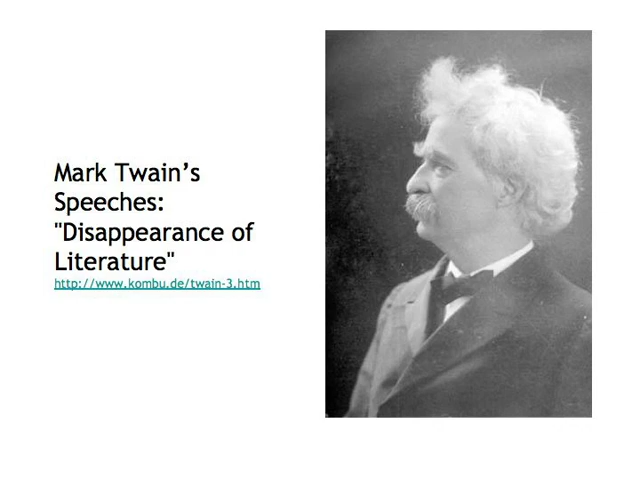 Mark Twain’s
Speeches:
"Disappearance of
Literature"
http://www.kombu.de/twain-3.htm